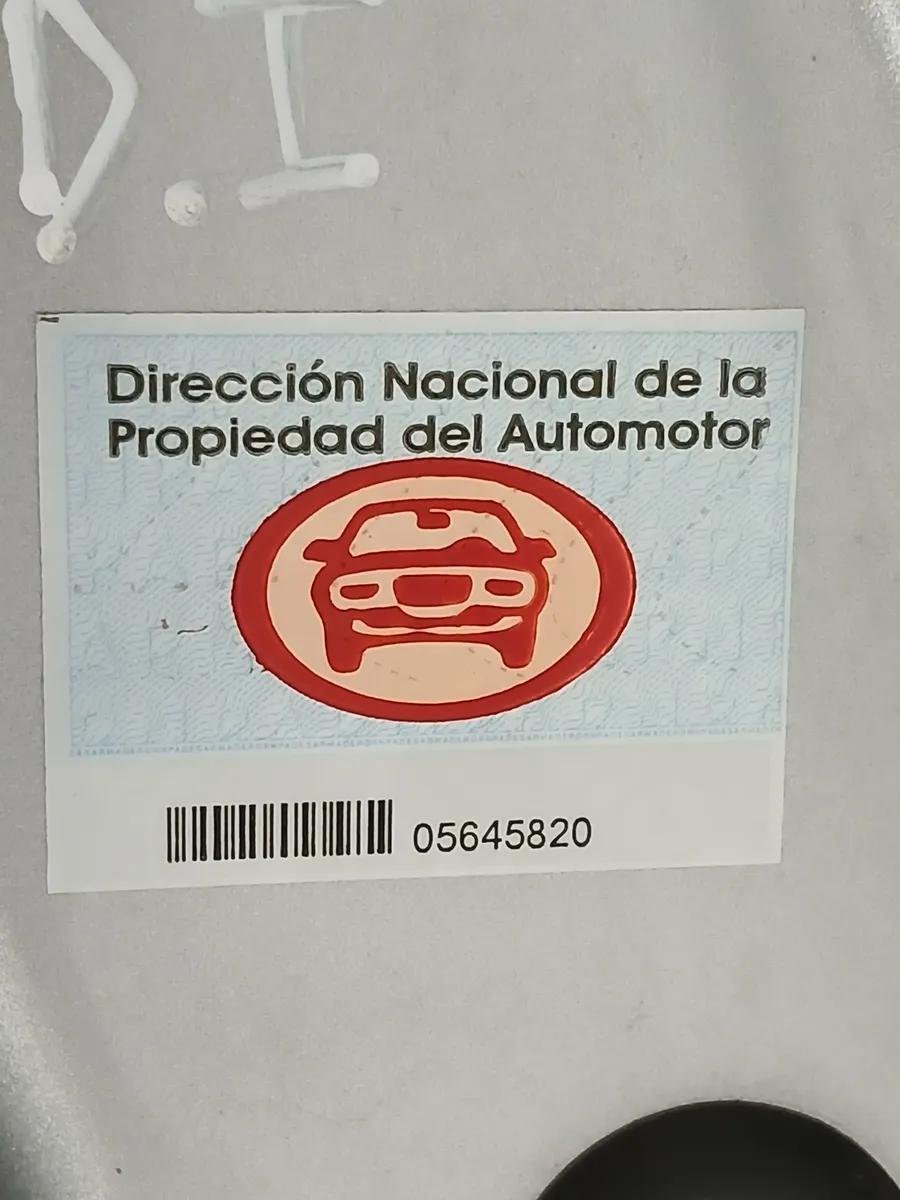 D.I
Dirección Nacional de la
Propiedad del Automotor
05645820